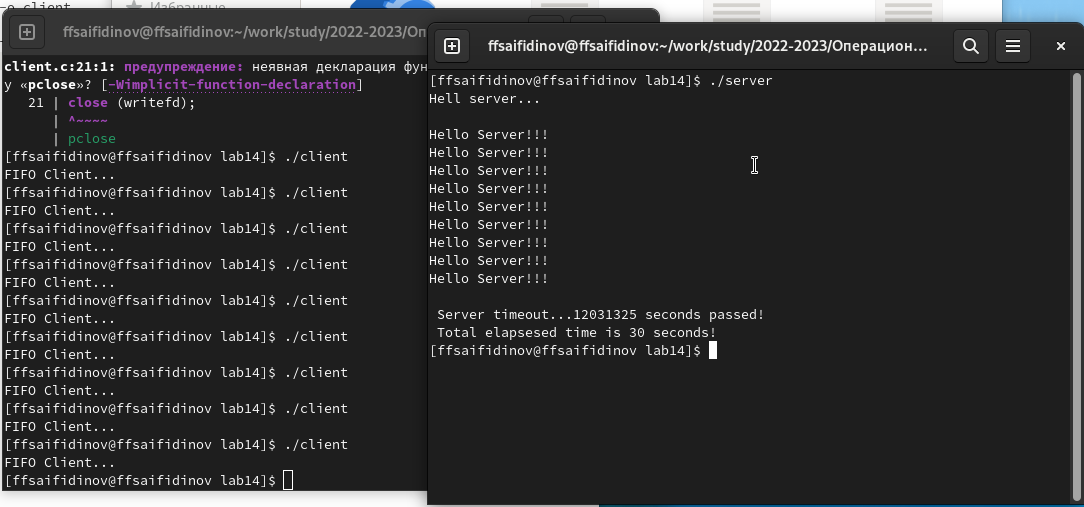 o client
Избранные
ffsaifidinov@ffsaifidinov:~/work/study/2022-2023/Оп
client.c:21:1: предупреждение: неявная декларация фун
у «pclose»? [-Wimplicit-function-declaration]
21 | close (writefd);
| ^~~~~
| pclose
[ffsaifidinov@ffsaifidinov lab14]$ ./client
FIFO Client...
[ffsaifidinov@ffsaifidinov lab14]$ ./client
FIFO Client...
[ffsaifidinov@ffsaifidinov lab14]$ ./client
FIFO Client...
[ffsaifidinov@ffsaifidinov lab14]$ ./client
FIFO Client...
[ffsaifidinov@ffsaifidinov lab14]$ ./client
FIFO Client...
[ffsaifidinov@ffsaifidinov lab14]$ ./client
FIFO Client...
[ffsaifidinov@ffsaifidinov lab14]$ ./client
FIFO Client...
[ffsaifidinov@ffsaifidinov lab14]$ ./client
FIFO Client...
[ffsaifidinov@ffsaifidinov lab14]$ ./client
FIFO Client...
[ffsaifidinov@ffsaifidinov lab14]$
ffsaifidinov@ffsaifidinov:~/work/study/2022-2023/Операцион...
[ffsaifidinov@ffsaifidinov lab14]$ ./server
Hell server...
Hello Server!!!
Hello Server!!!
Hello Server!!!
Hello Server!!!
Hello Server!!!
Hello Server!!!
Hello Server!!!
Hello Server!!!
Hello Server!!!
Server timeout...12031325 seconds passed!
Total elapsesed time is 30 seconds!
[ffsaifidinov@ffsaifidinov lab14]$